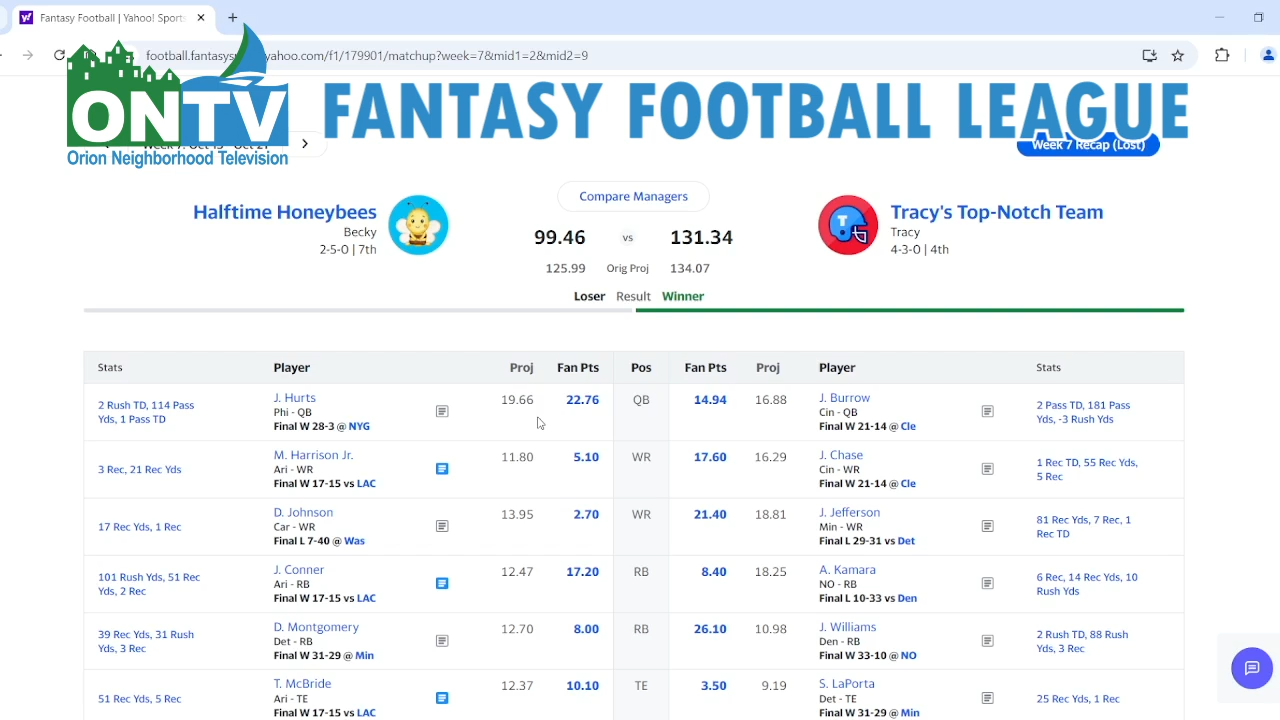 Fantasy Football | Yahoo! Sports
football.fantasysp yahoo.com/f1/179901/matchup?week=7&mid1=2&mid2=9
ONTV
Orion Neighborhood Television
FANTASY FOOTBALL LEAGUE
Week 7 Recap (Lost)
Compare Managers
Halftime Honeybees
Becky
2-5-0 | 7th
99.46 vs 131.34
125.99 Orig Proj 134.07
Loser Result Winner
Tracy's Top-Notch Team
Tracy
4-3-0 | 4th
Stats Player Proj Fan Pts Pos Fan Pts Proj Player Stats
2 Rush TD, 114 Pass
Yds, 1 Pass TD
J. Hurts
Phi - QB
Final W 28-3 @ NYG
19.66 22.76 QB 14.94 16.88
J. Burrow
Cin - QB
Final W 21-14 @ Cle
2 Pass TD, 181 Pass
Yds, -3 Rush Yds
3 Rec, 21 Rec Yds
M. Harrison Jr.
Ari - WR
Final W 17-15 vs LAC
11.80 5.10 WR 17.60 16.29
J. Chase
Cin - WR
Final W 21-14 @ Cle
1 Rec TD, 55 Rec Yds,
5 Rec
17 Rec Yds, 1 Rec
D. Johnson
Car - WR
Final L 7-40 @ Was
13.95 2.70 WR 21.40 18.81
J. Jefferson
Min - WR
Final L 29-31 vs Det
81 Rec Yds, 7 Rec, 1
Rec TD
101 Rush Yds, 51 Rec
Yds, 2 Rec
J. Conner
Ari - RB
Final W 17-15 vs LAC
12.47 17.20 RB 8.40 18.25
A. Kamara
NO - RB
Final L 10-33 vs Den
6 Rec, 14 Rec Yds, 10
Rush Yds
39 Rec Yds, 31 Rush
Yds, 3 Rec
D. Montgomery
Det - RB
Final W 31-29 @ Min
12.70 8.00 RB 26.10 10.98
J. Williams
Den - RB
Final W 33-10 @ NO
2 Rush TD, 88 Rush
Yds, 3 Rec
51 Rec Yds, 5 Rec
T. McBride
Ari - TE
Final W 17-15 vs LAC
12.37 10.10 TE 3.50 9.19
S. LaPorta
Det - TE
Final W 31-29 @ Min
25 Rec Yds, 1 Rec